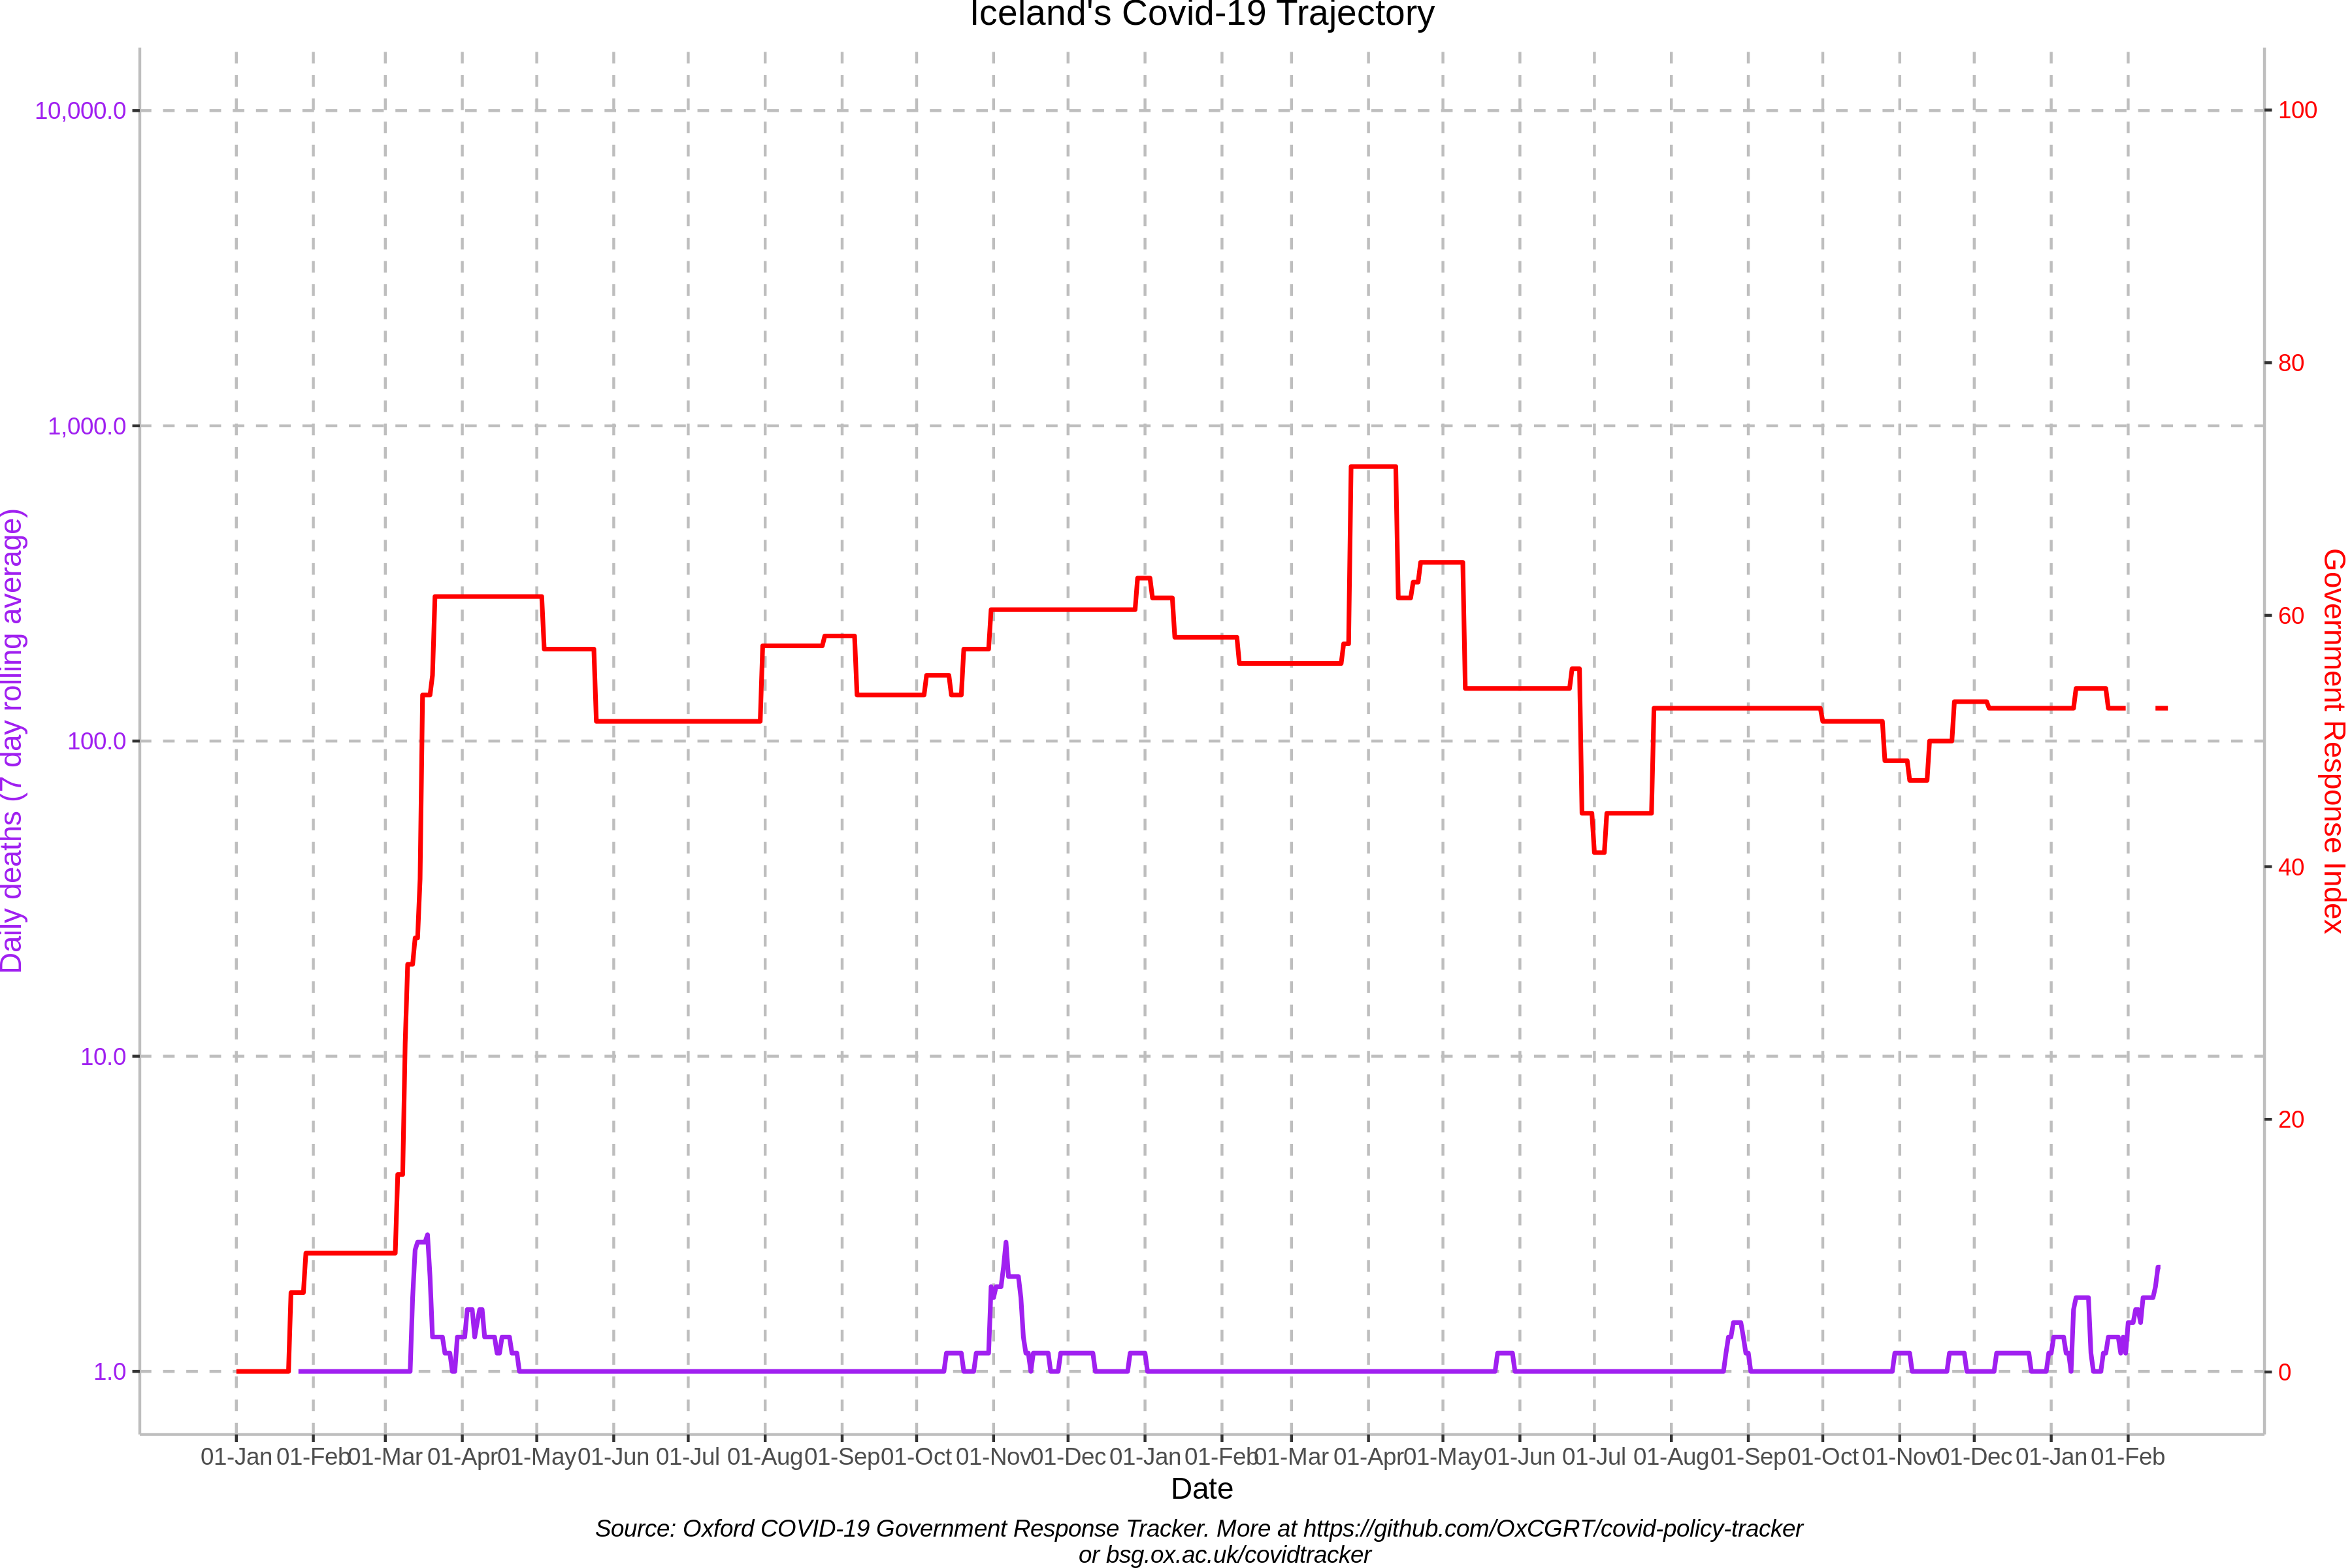 Iceland's Covid-19 Trajectory
10,000.0
1,000.0
100.0
10.0
1.0
Daily deaths (7 day rolling average)
100
80
60
40
20
0
Government Response Index
01-Jan 01-Feb 01-Mar 01-Apr 01-May 01-Jun 01-Jul 01-Aug 01-Sep 01-Oct 01-Nov 01-Dec 01-Jan 01-Feb 01-Mar 01-Apr 01-May 01-Jun 01-Jul 01-Aug 01-Sep 01-Oct 01-Nov 01-Dec 01-Jan 01-Feb
Date
Source: Oxford COVID-19 Government Response Tracker. More at https://github.com/OxCGRT/covid-policy-tracker
or bsg.ox.ac.uk/covidtracker